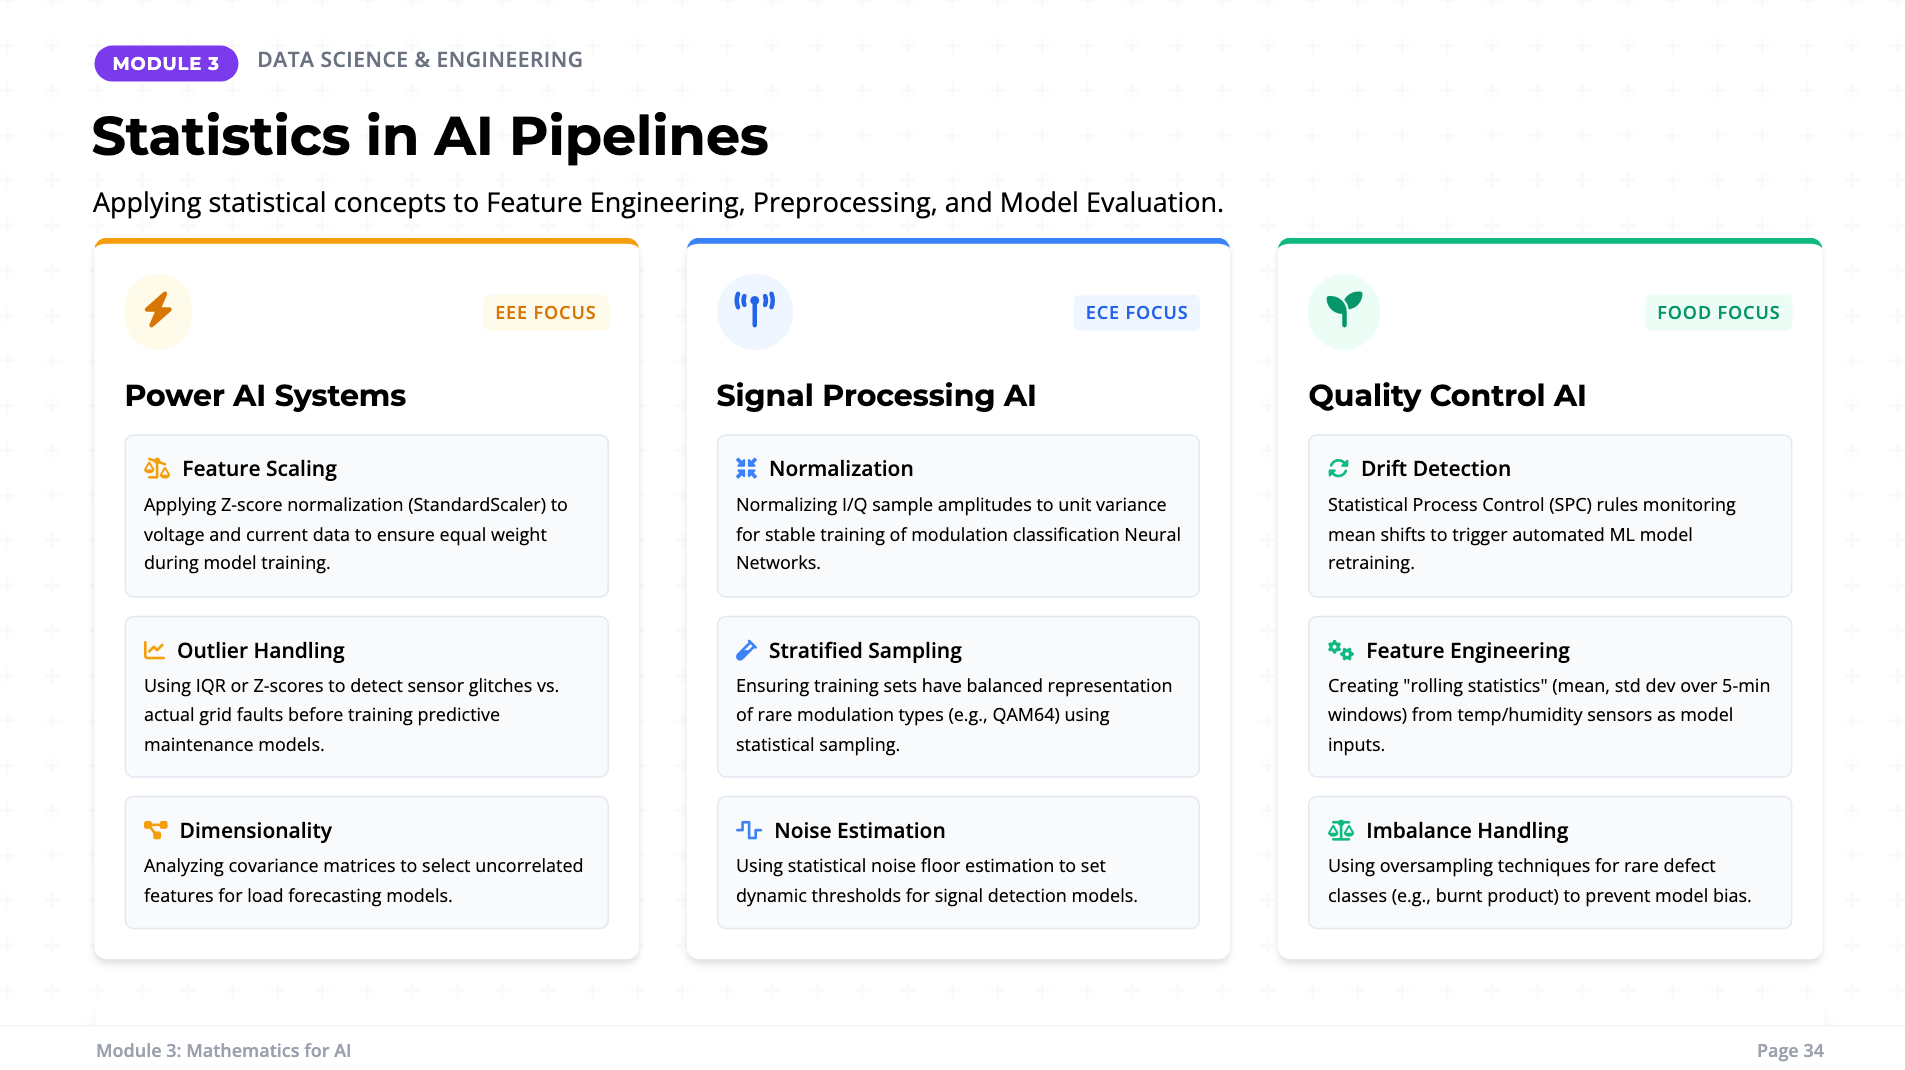 MODULE 3
DATA SCIENCE & ENGINEERING
Statistics in AI Pipelines
Applying statistical concepts to Feature Engineering, Preprocessing, and Model Evaluation.
EEE FOCUS
Power AI Systems
Feature Scaling
Applying Z-score normalization (StandardScaler) to
voltage and current data to ensure equal weight
during model training.
Outlier Handling
Using IQR or Z-scores to detect sensor glitches vs.
actual grid faults before training predictive
maintenance models.
Dimensionality
Analyzing covariance matrices to select uncorrelated
features for load forecasting models.
ECE FOCUS
Signal Processing AI
Normalization
Normalizing I/Q sample amplitudes to unit variance
for stable training of modulation classification Neural
Networks.
Stratified Sampling
Ensuring training sets have balanced representation
of rare modulation types (e.g., QAM64) using
statistical sampling.
Noise Estimation
Using statistical noise floor estimation to set
dynamic thresholds for signal detection models.
FOOD FOCUS
Quality Control AI
Drift Detection
Statistical Process Control (SPC) rules monitoring
mean shifts to trigger automated ML model
retraining.
Feature Engineering
Creating "rolling statistics" (mean, std dev over 5-min
windows) from temp/humidity sensors as model
inputs.
Imbalance Handling
Using oversampling techniques for rare defect
classes (e.g., burnt product) to prevent model bias.
Module 3: Mathematics for AI
Page 34